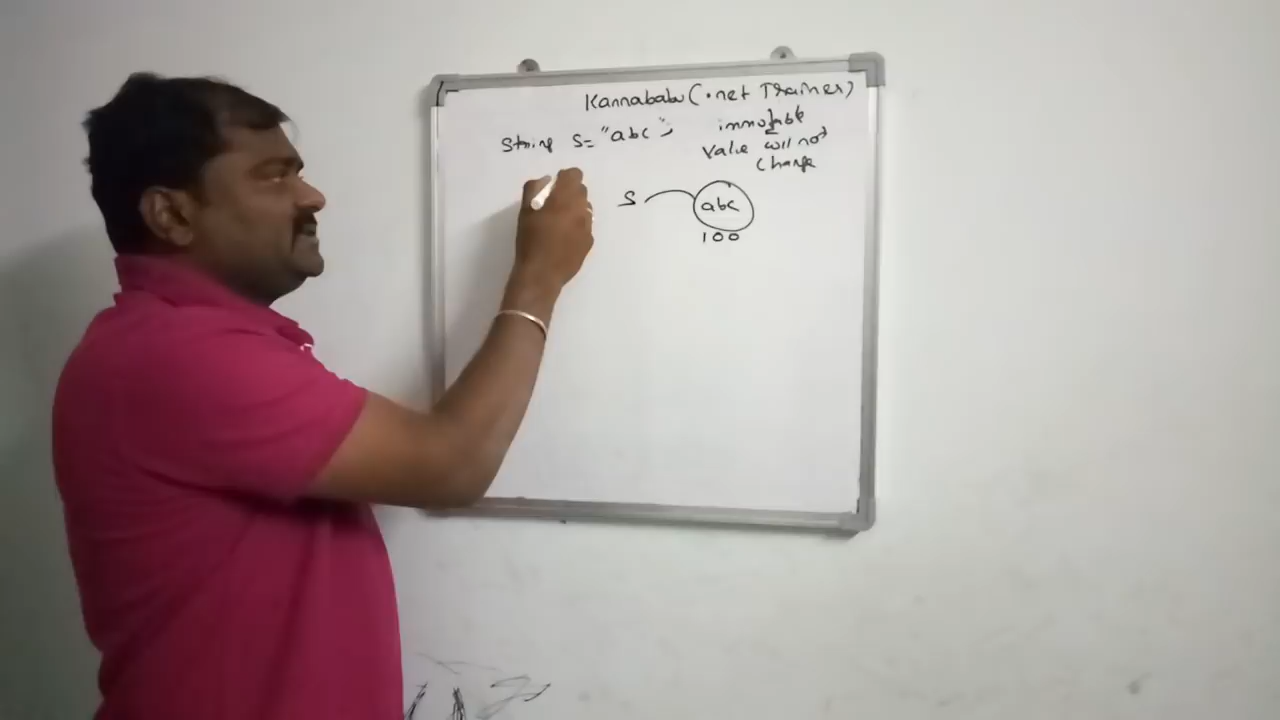 Kannababu (.net Trainer)
String S= "abc";
immutable
Value will not
change
S abc
100